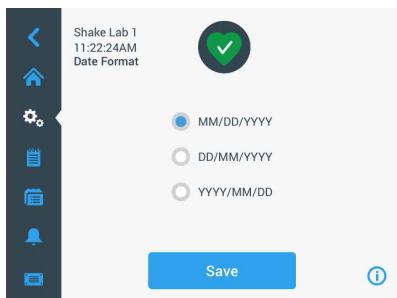 Shake Lab 1
11:22:24AM
Date Format
MM/DD/YYYY
DD/MM/YYYY
YYYY/MM/DD
Save